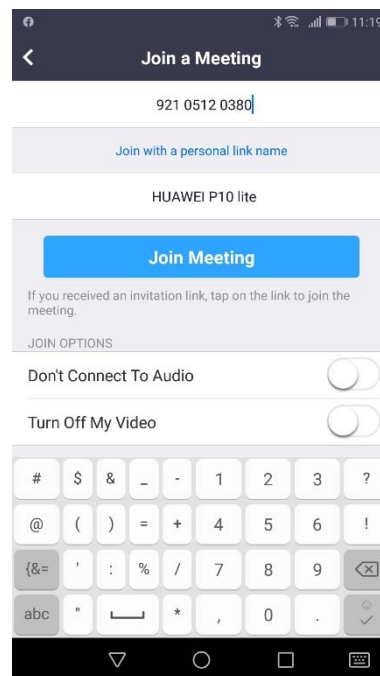 11:19
Join a Meeting
921 0512 0380
Join with a personal link name
HUAWEI P10 lite
Join Meeting
If you received an invitation link, tap on the link to join the
meeting.
JOIN OPTIONS
Don't Connect To Audio
Turn Off My Video
# $ & _ - 1 2 3 ?
@ ( ) = + 4 5 6 !
{&= ' : % / 7 8 9
abc " * , 0 .